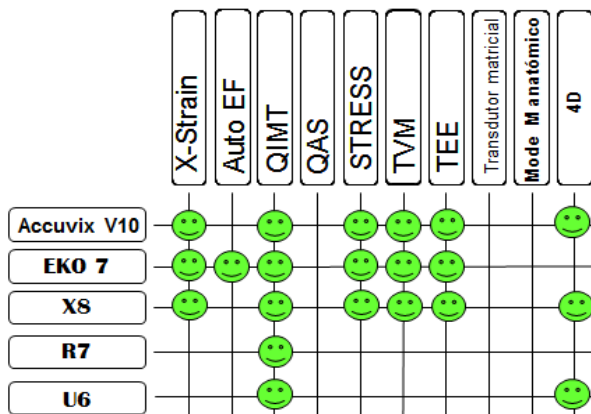 X-Strain
Auto EF
QIMT
QAS
STRESS
TVM
TEE
Transdutor matricial
Mode M anatómico
4D
Accuvix V10
EKO 7
X8
R7
U6